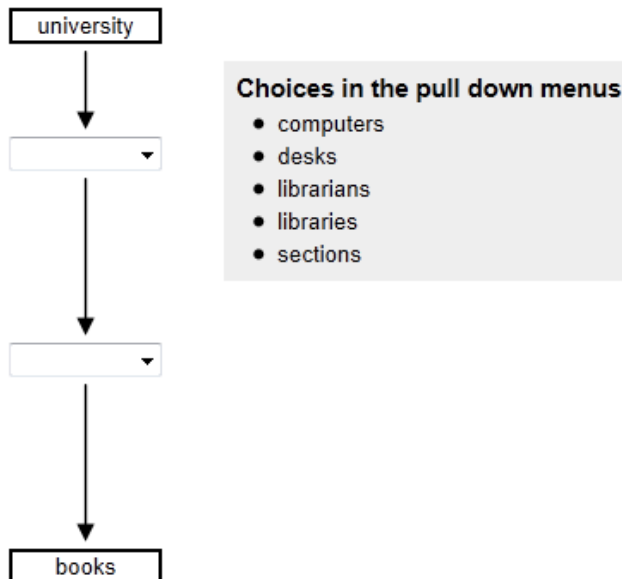 university
Choices in the pull down menus
computers
desks
librarians
libraries
sections
books